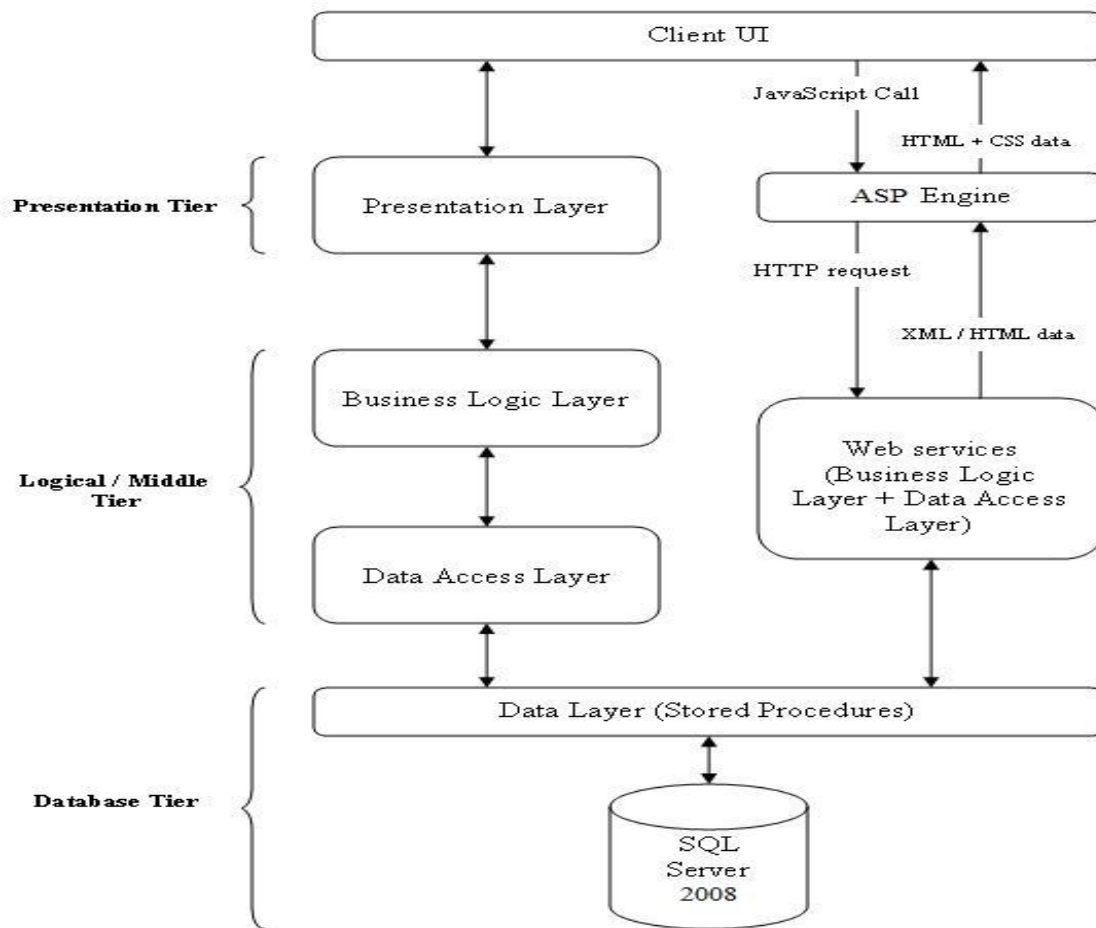 Client UI
JavaScript Call
HTML + CSS data
Presentation Tier
Presentation Layer
ASP Engine
HTTP request
XML / HTML data
Logical / Middle
Tier
Business Logic Layer
Web services
(Business Logic
Layer + Data Access
Layer)
Data Access Layer
Data Layer (Stored Procedures)
Database Tier
SQL
Server
2008